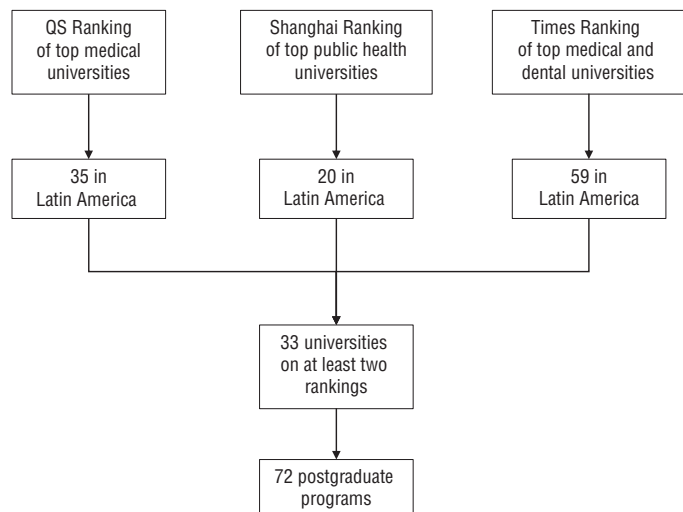 QS Ranking
of top medical
universities
Shanghai Ranking
of top public health
universities
Times Ranking
of top medical and
dental universities
35 in
Latin America
20 in
Latin America
59 in
Latin America
33 universities
on at least two
rankings
72 postgraduate
programs